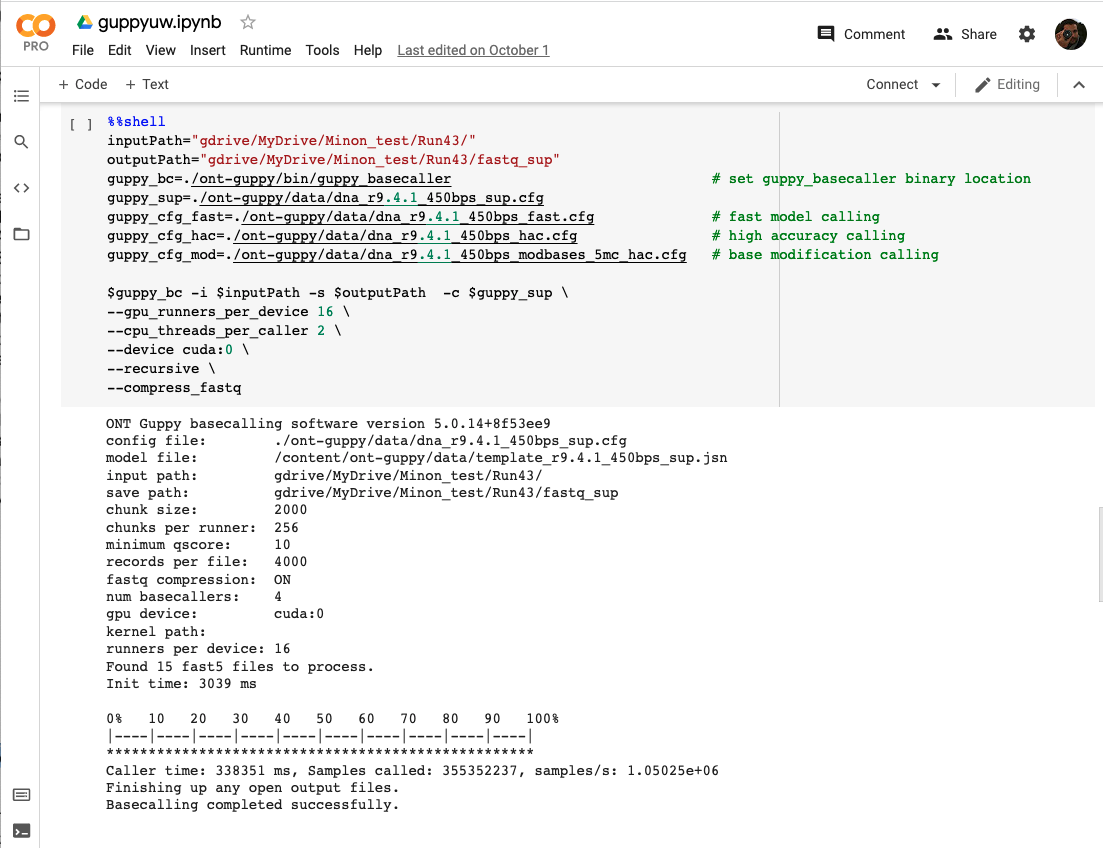 CO
PRO
guppyuw.ipynb
File Edit View Insert Runtime Tools Help Last edited on October 1
Comment Share
+ Code + Text
Connect Editing
[ ] %%shell
inputPath="gdrive/MyDrive/Minon_test/Run43/"
outputPath="gdrive/MyDrive/Minon_test/Run43/fastq_sup"
guppy_bc=./ont-guppy/bin/guppy_basecaller # set guppy_basecaller binary location
guppy_sup=./ont-guppy/data/dna_r9.4.1_450bps_sup.cfg
guppy_cfg_fast=./ont-guppy/data/dna_r9.4.1_450bps_fast.cfg # fast model calling
guppy_cfg_hac=./ont-guppy/data/dna_r9.4.1_450bps_hac.cfg # high accuracy calling
guppy_cfg_mod=./ont-guppy/data/dna_r9.4.1_450bps_modbases_5mc_hac.cfg # base modification calling
$guppy_bc -i $inputPath -s $outputPath -c $guppy_sup \
--gpu_runners_per_device 16 \
--cpu_threads_per_caller 2 \
--device cuda:0 \
--recursive \
--compress_fastq
ONT Guppy basecalling software version 5.0.14+8f53ee9
config file: ./ont-guppy/data/dna_r9.4.1_450bps_sup.cfg
model file: /content/ont-guppy/data/template_r9.4.1_450bps_sup.jsn
input path: gdrive/MyDrive/Minon_test/Run43/
save path: gdrive/MyDrive/Minon_test/Run43/fastq_sup
chunk size: 2000
chunks per runner: 256
minimum qscore: 10
records per file: 4000
fastq compression: ON
num basecallers: 4
gpu device: cuda:0
kernel path:
runners per device: 16
Found 15 fast5 files to process.
Init time: 3039 ms
0% 10 20 30 40 50 60 70 80 90 100%
|----|----|----|----|----|----|----|----|----|----|
***************************************************
Caller time: 338351 ms, Samples called: 355352237, samples/s: 1.05025e+06
Finishing up any open output files.
Basecalling completed successfully.